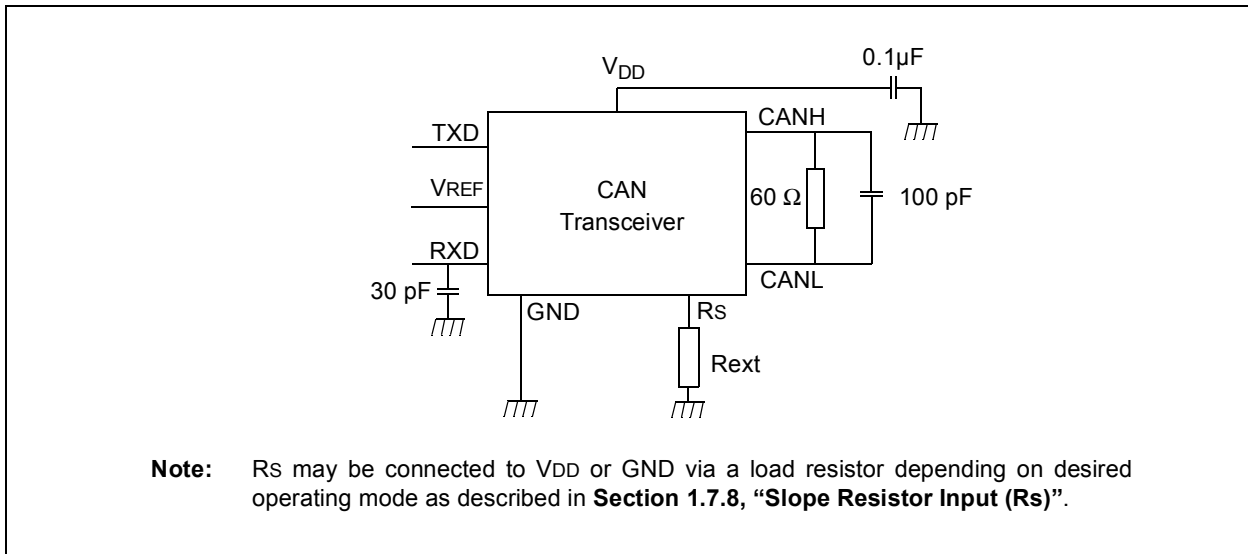 0.1µF
VDD
CANH
TXD
VREF
CAN
Transceiver
60 Ω
100 pF
RXD
CANL
30 pF
GND
RS
Rext
Note: RS may be connected to VDD or GND via a load resistor depending on desired
operating mode as described in Section 1.7.8, “Slope Resistor Input (Rs)”.